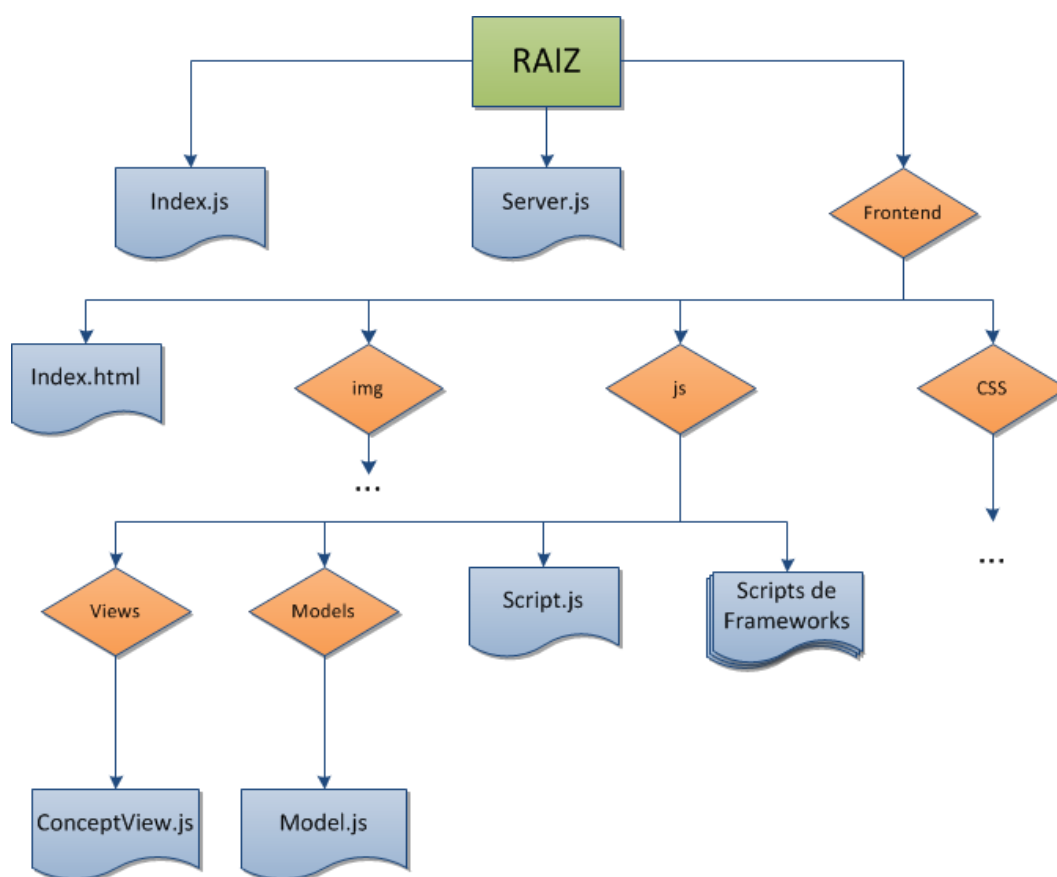 RAIZ
Index.js
Server.js
Frontend
Index.html
img
js
CSS
...
...
Views
Models
Script.js
Scripts de
Frameworks
ConceptView.js
Model.js